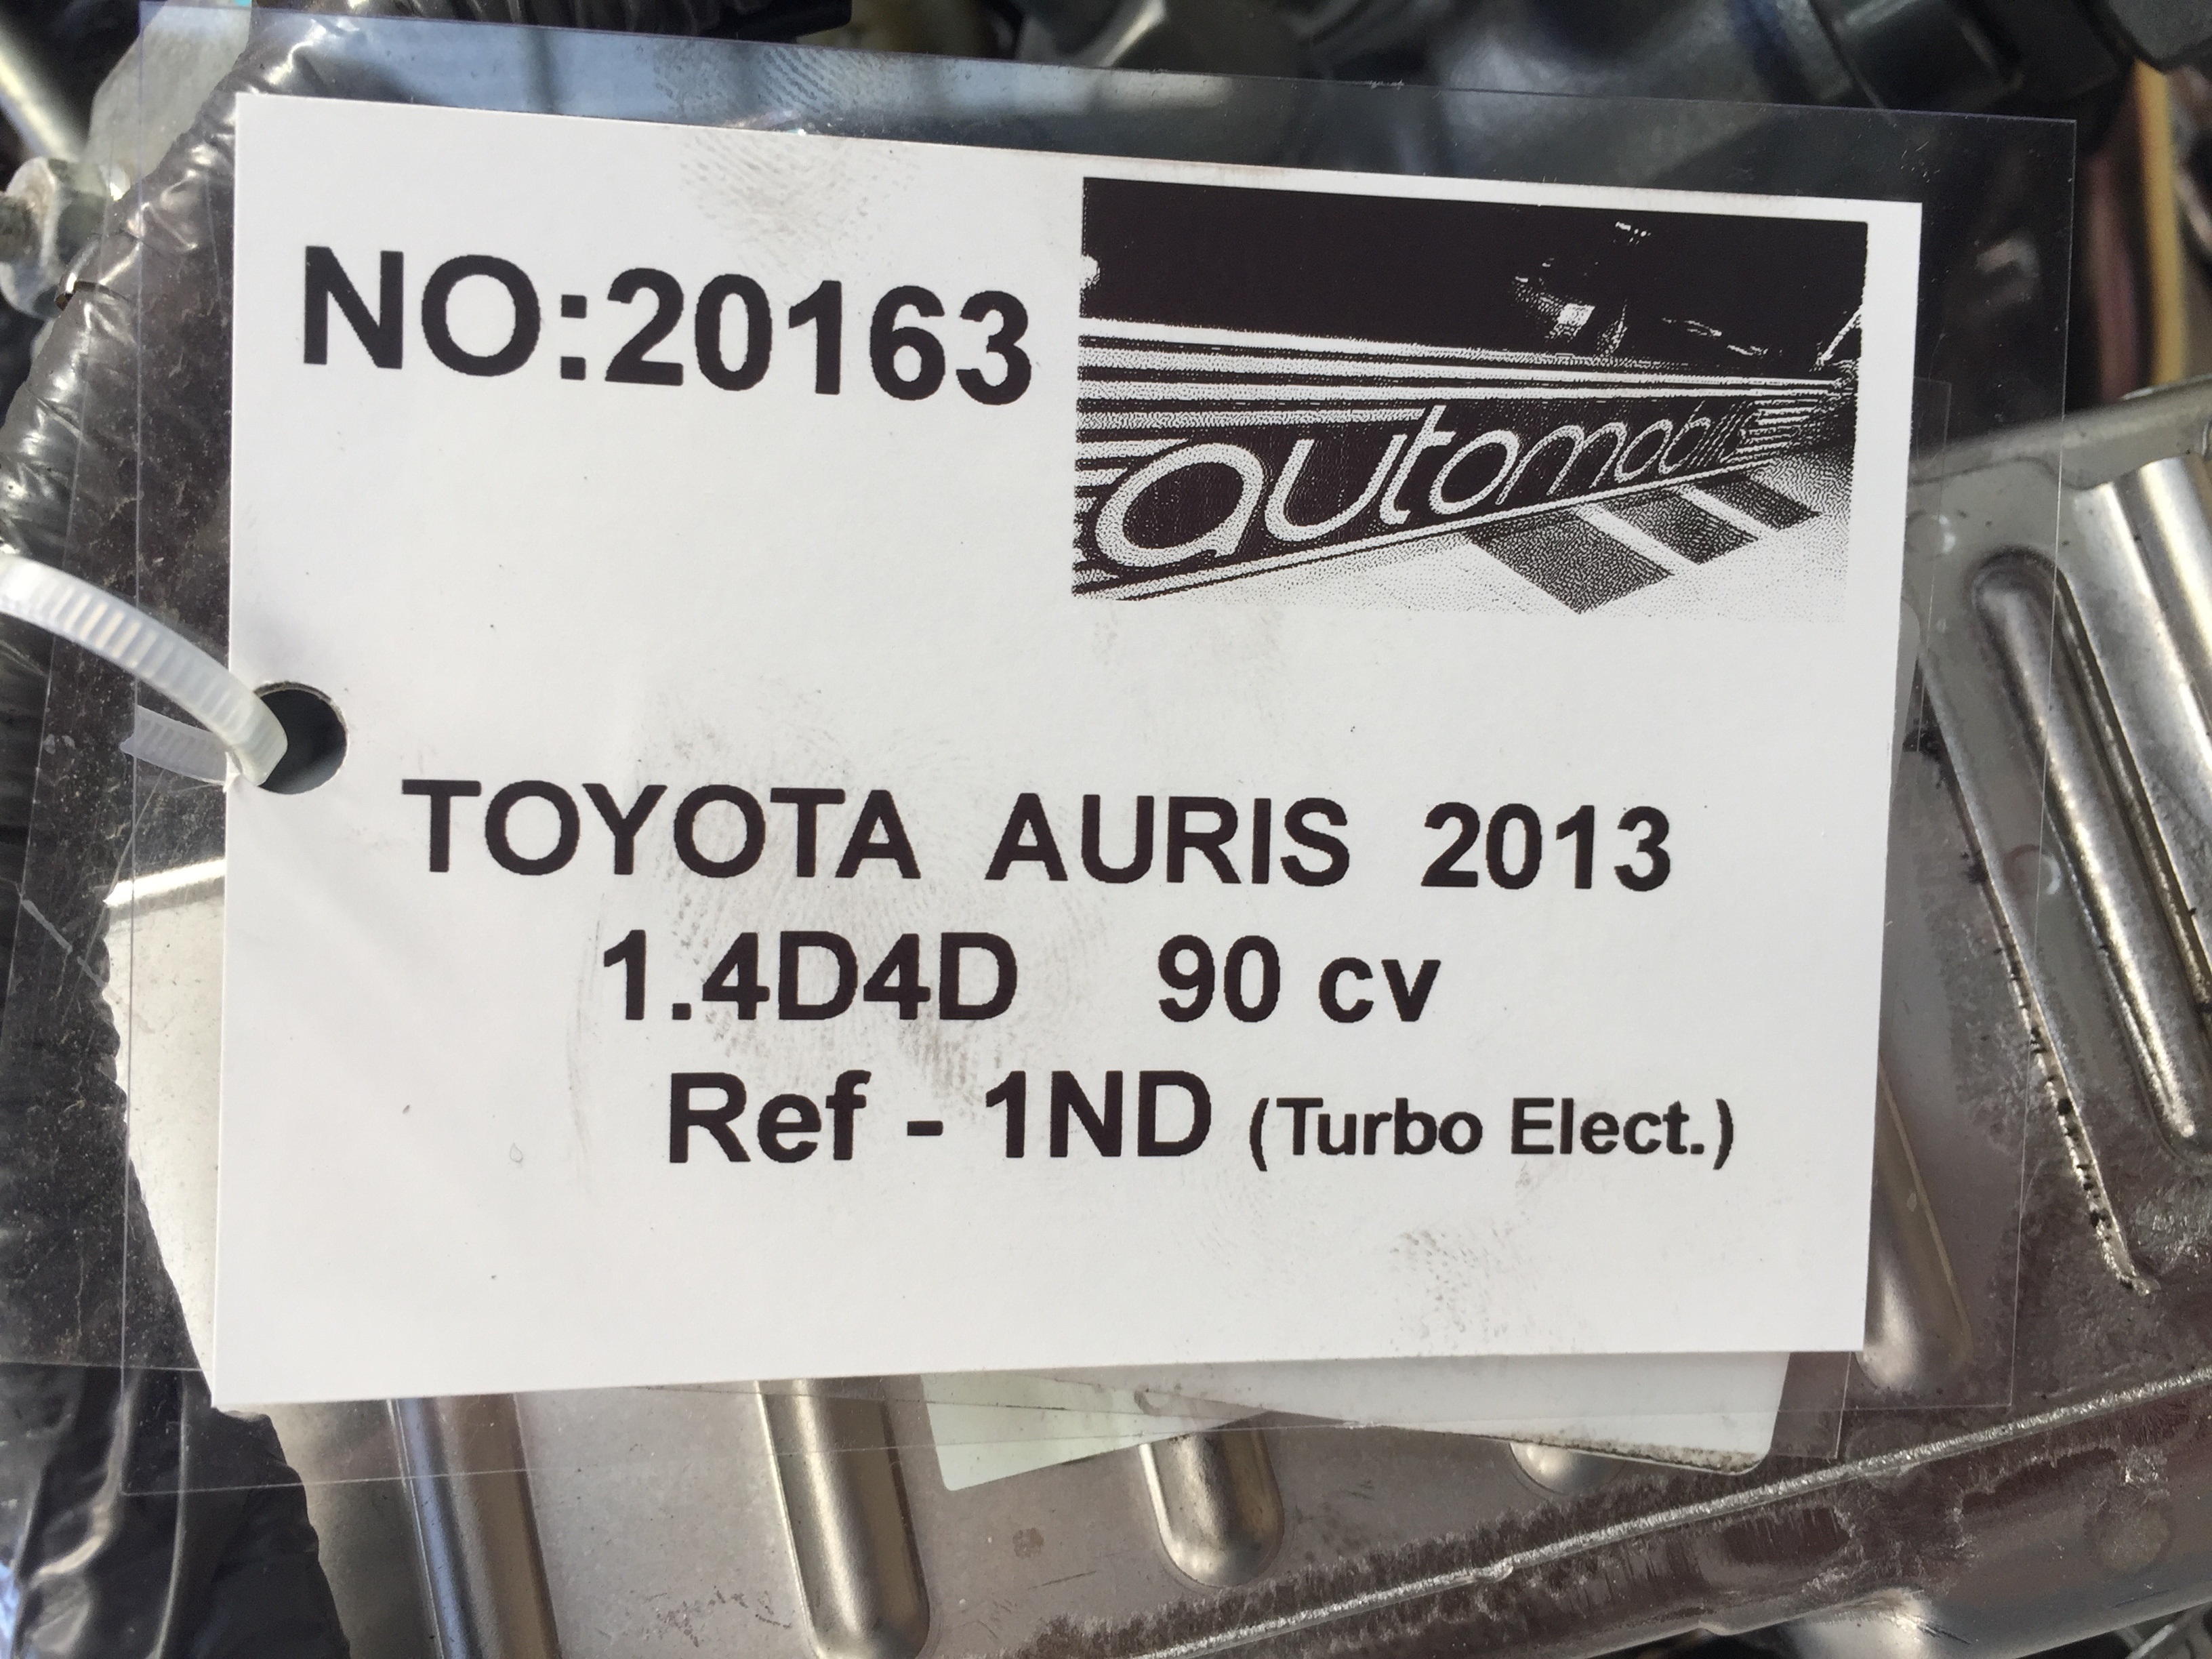 NO:20163
automobile
TOYOTA AURIS 2013
1.4D4D 90 cv
Ref - 1ND (Turbo Elect.)